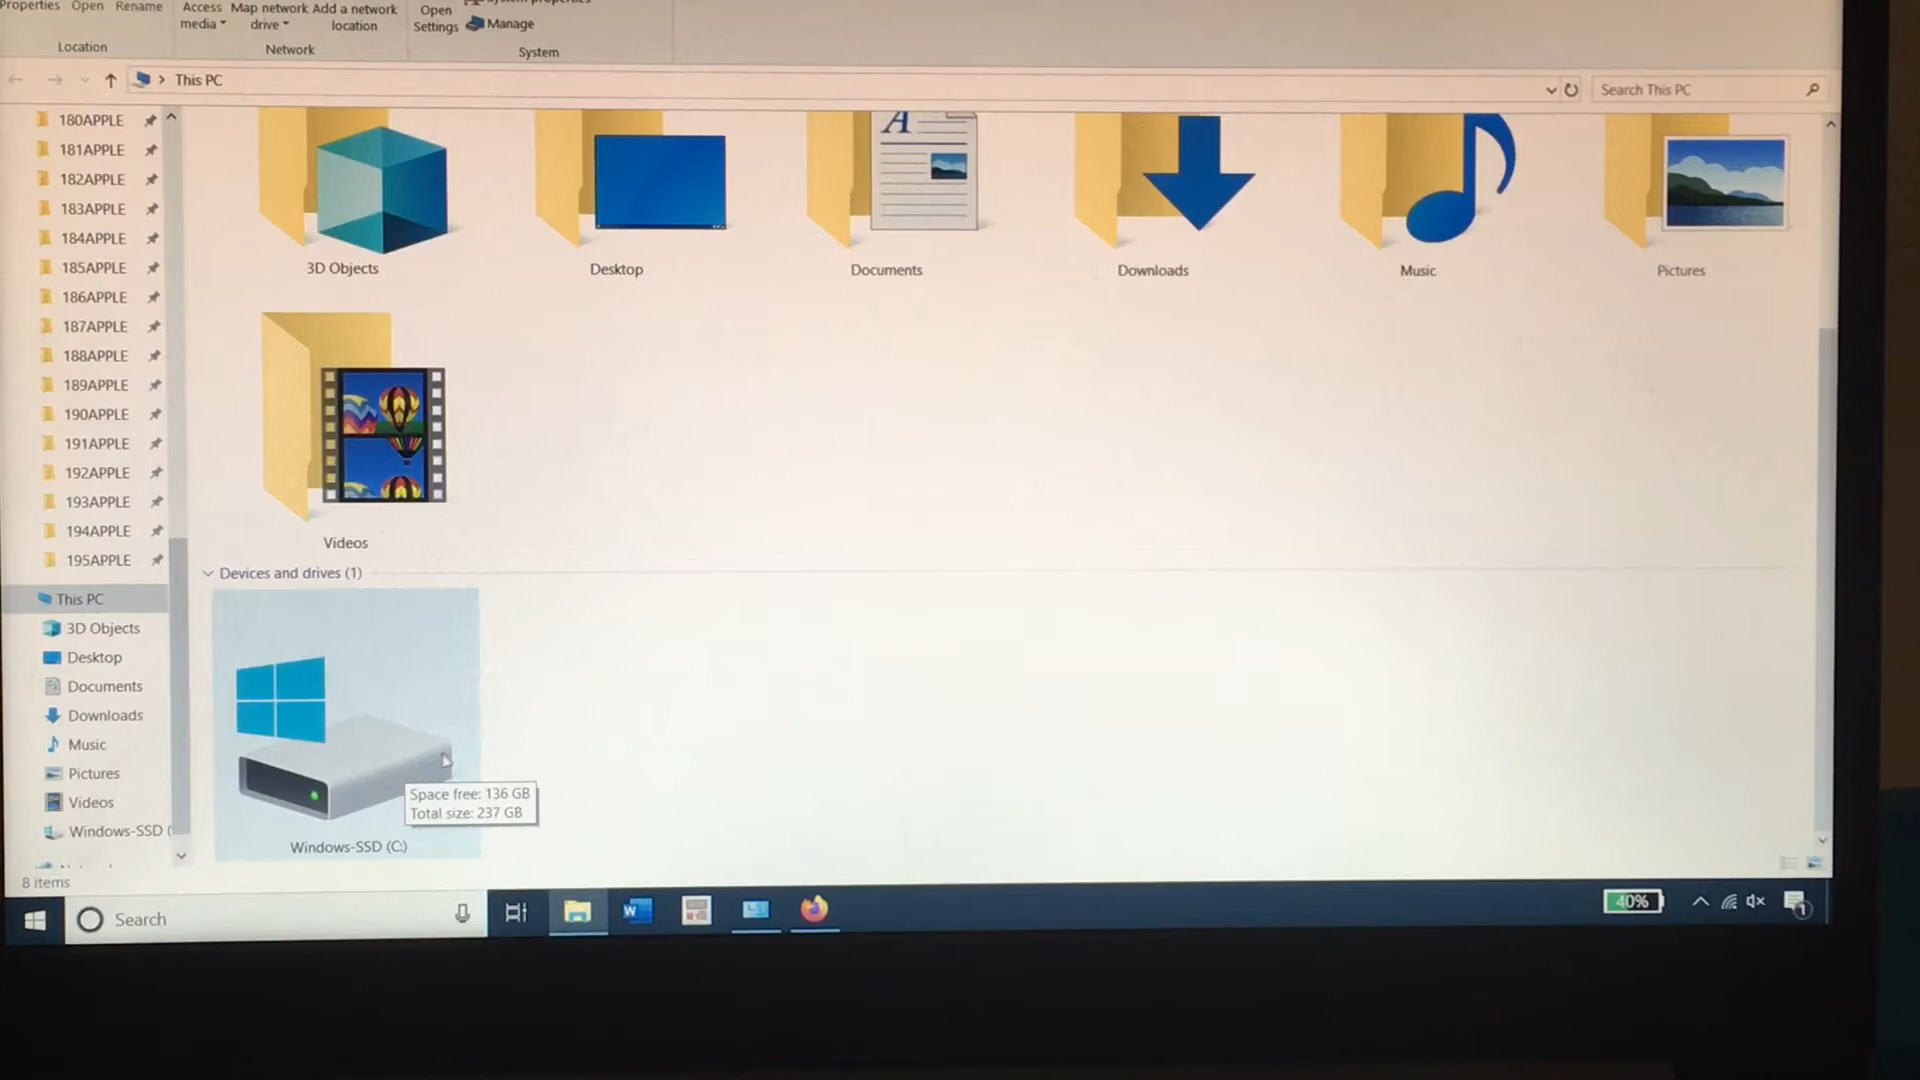 Properties Open Rename
Access media
Map network drive
Add a network location
Open Settings
Manage
Location
Network
System
This PC
Search This PC
180APPLE
181APPLE
182APPLE
183APPLE
184APPLE
185APPLE
186APPLE
187APPLE
188APPLE
189APPLE
190APPLE
191APPLE
192APPLE
193APPLE
194APPLE
195APPLE
This PC
3D Objects
Desktop
Documents
Downloads
Music
Pictures
Videos
Windows-SSD (
8 items
3D Objects
Desktop
Documents
Downloads
Music
Pictures
Videos
Devices and drives (1)
Space free: 136 GB
Total size: 237 GB
Windows-SSD (C:)
Search
W
40%
1